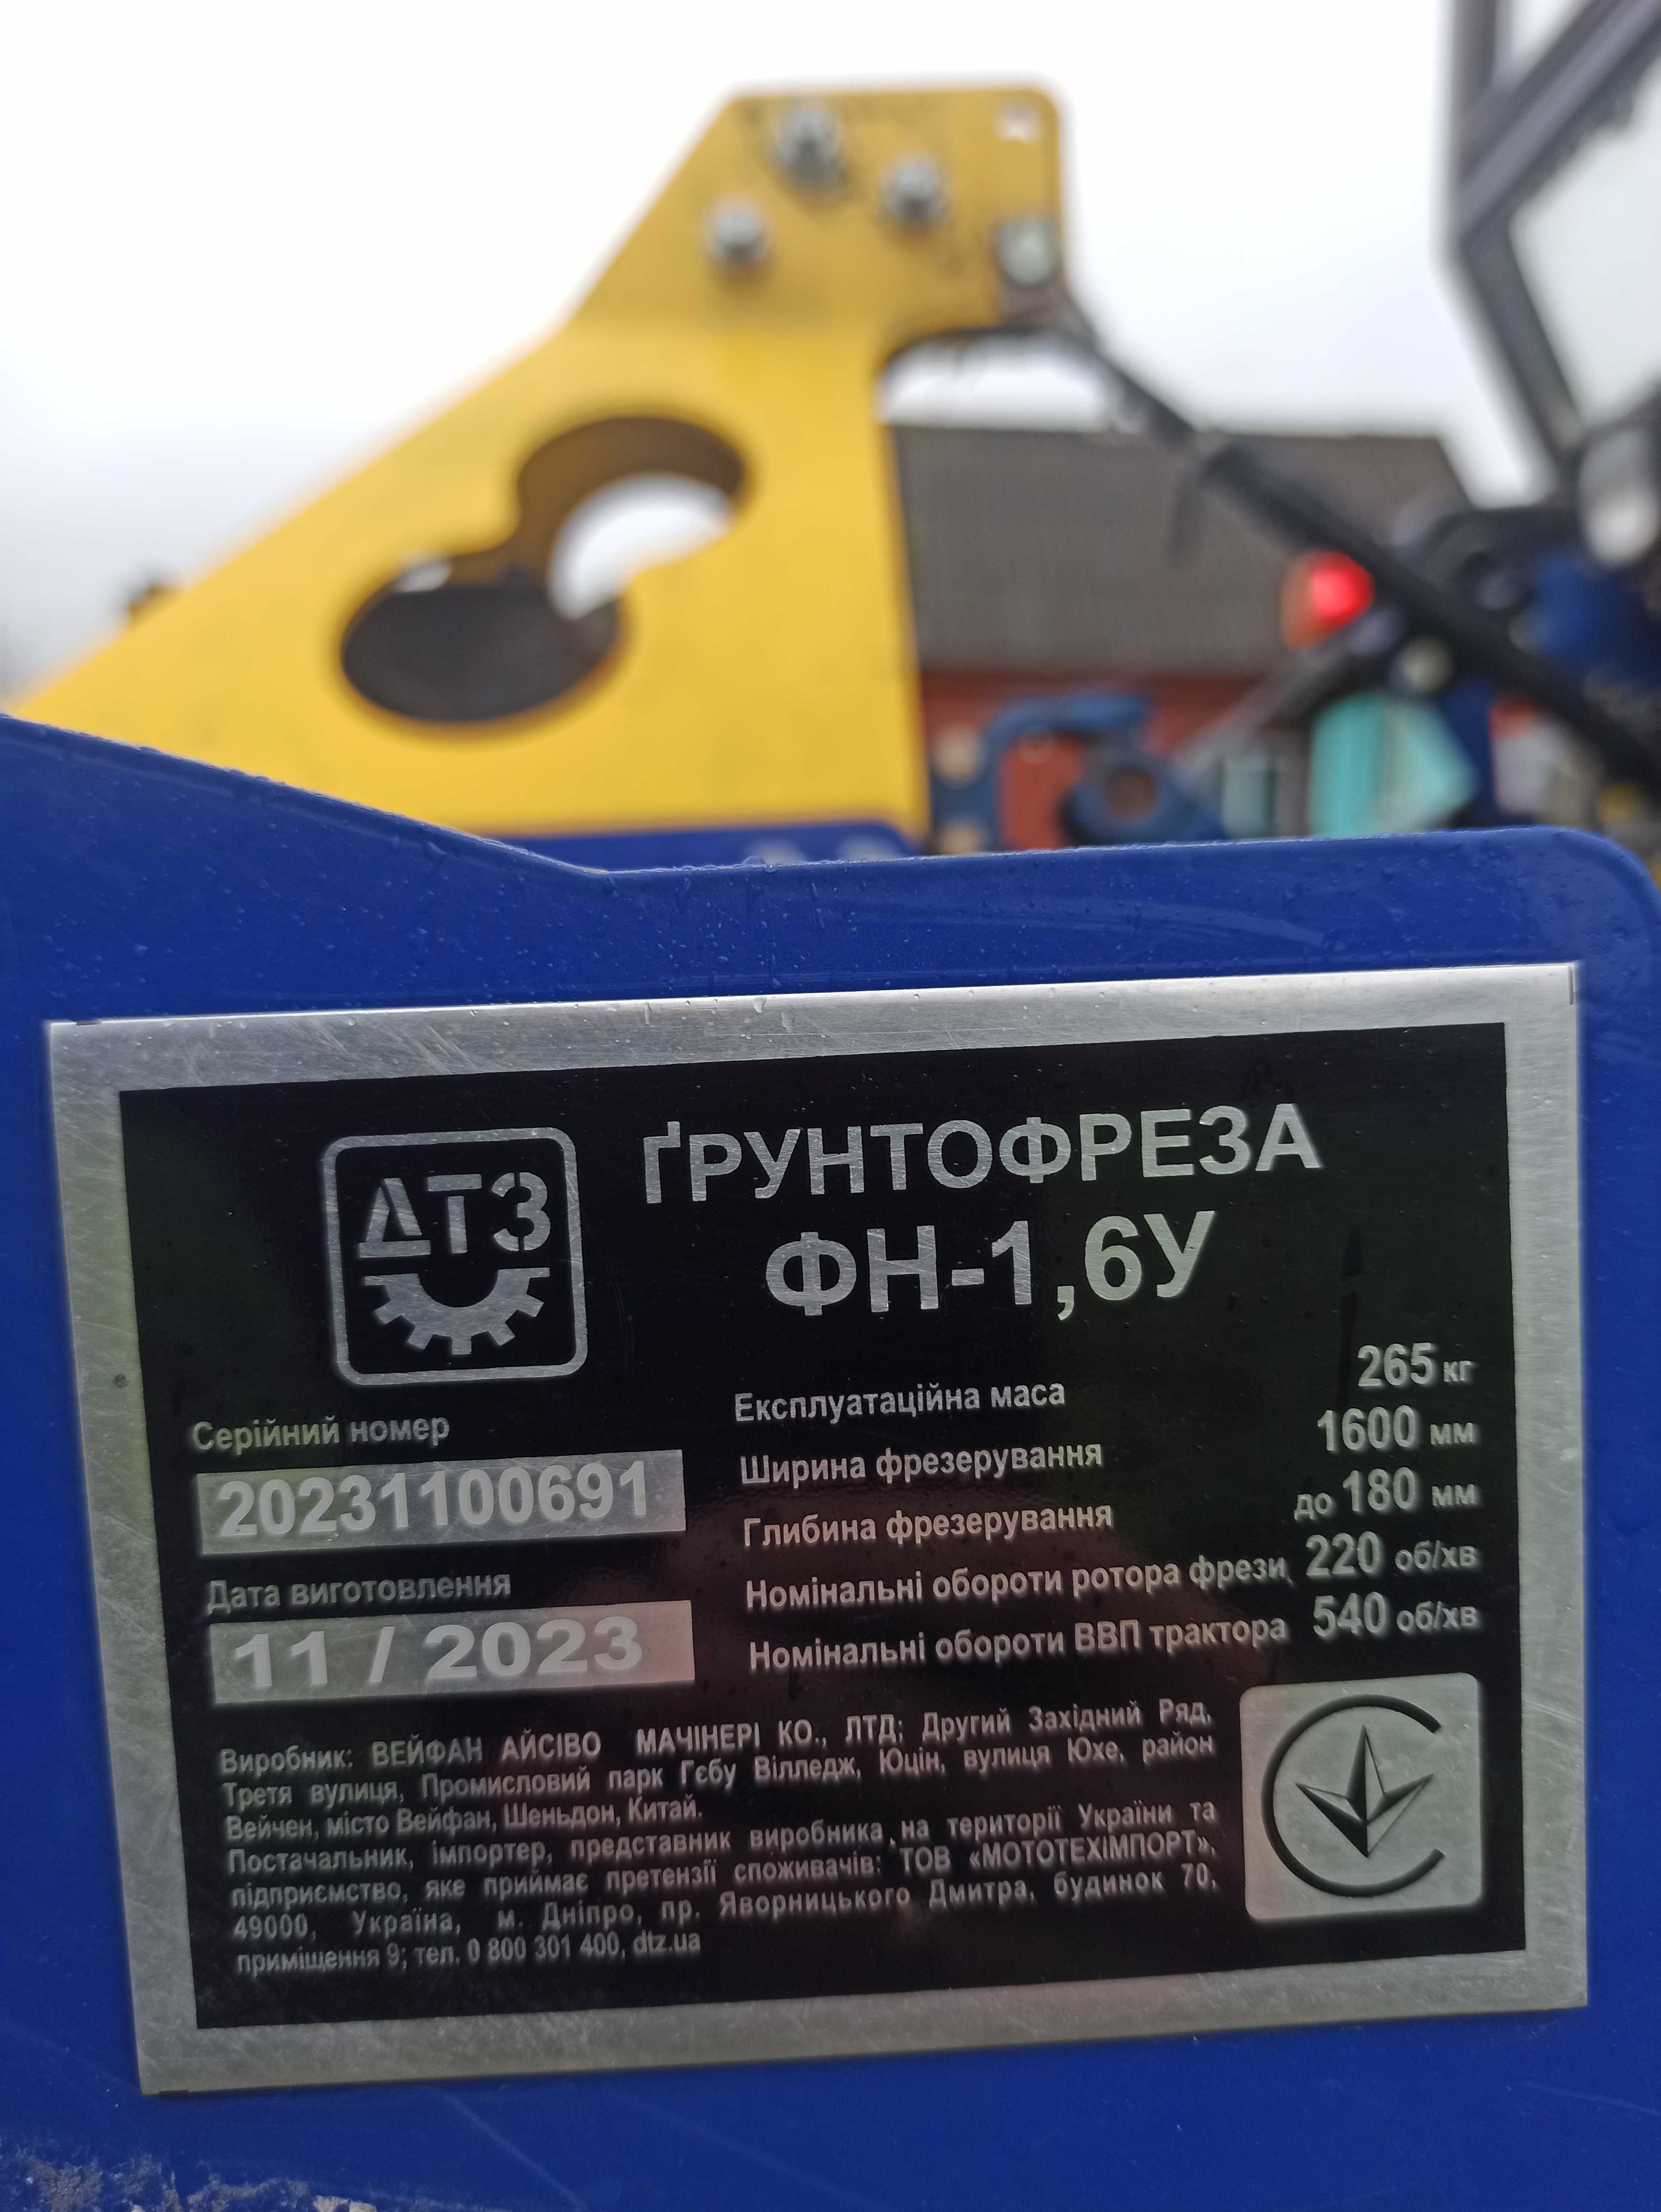 ДТЗ
ҐРУНТОФРЕЗА
ФН-1,6У
Серійний номер
20231100691
Дата виготовлення
11 / 2023
Експлуатаційна маса 265 кг
Ширина фрезерування 1600 мм
Глибина фрезерування до 180 мм
Номінальні обороти ротора фрези 220 об/хв
Номінальні обороти ВВП трактора 540 об/хв
Виробник: ВЕЙФАН АЙСІВО МАЧІНЕРІ КО., ЛТД; Другий Західний Ряд,
Третя вулиця, Промисловий парк Гєбу Вілледж, Юцін, вулиця Юхе, район
Вейчен, місто Вейфан, Шеньдон, Китай.
Постачальник, імпортер, представник виробника на території України та
підприємство, яке приймає претензії споживачів: ТОВ «МОТОТЕХІМПОРТ»,
49000, Україна, м. Дніпро, пр. Яворницького Дмитра, будинок 70,
приміщення 9; тел. 0 800 301 400, dtz.ua